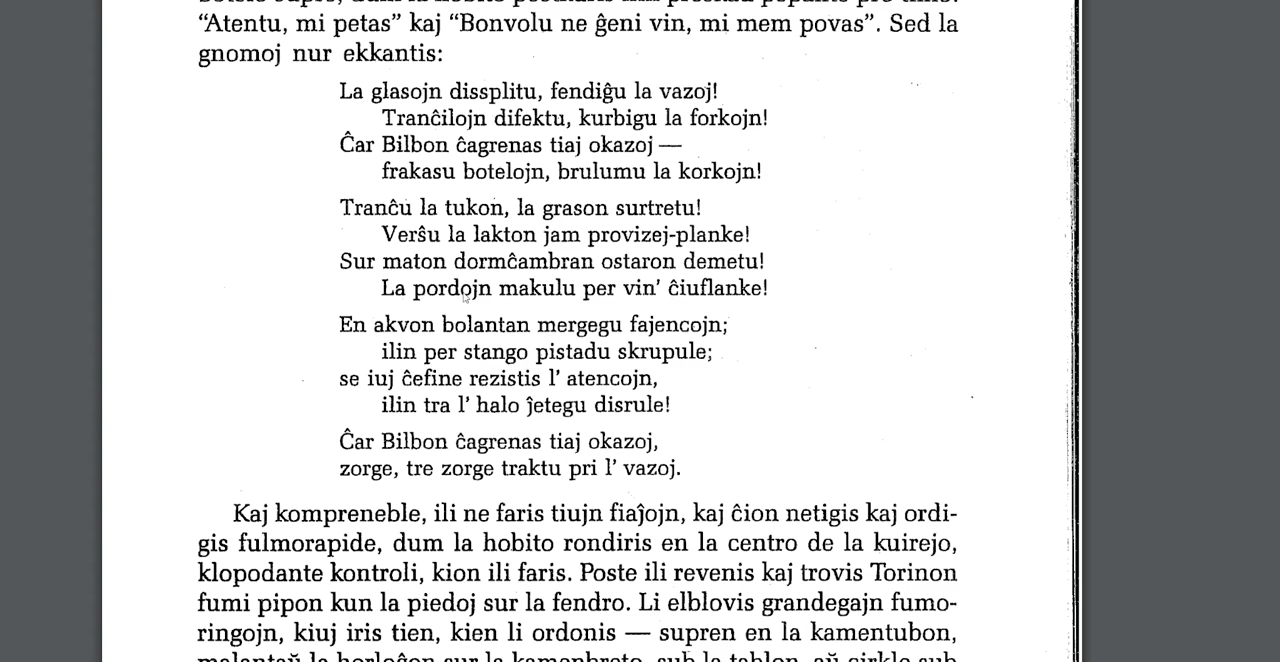 "Atentu, mi petas" kaj "Bonvolu ne ĝeni vin, mi mem povas". Sed la
gnomoj nur ekkantis:
La glasojn dissplitu, fendiĝu la vazoj!
Tranĉilojn difektu, kurbigu la forkojn!
Ĉar Bilbon ĉagrenas tiaj okazoj —
frakasu botelojn, brulumu la korkojn!
Tranĉu la tukon, la grason surtretu!
Verŝu la lakton jam provizej-planke!
Sur maton dormĉambran ostaron demetu!
La pordojn makulu per vin' ĉiuflanke!
En akvon bolantan mergegu fajencojn;
ilin per stango pistadu skrupule;
se iuj ĉefine rezistis l' atencojn,
ilin tra l' halo ĵetegu disrule!
Ĉar Bilbon ĉagrenas tiaj okazoj,
zorge, tre zorge traktu pri l' vazoj.
Kaj kompreneble, ili ne faris tiujn fiaĵojn, kaj ĉion netigis kaj ordi-
gis fulmorapide, dum la hobito rondiris en la centro de la kuirejo,
klopodante kontroli, kion ili faris. Poste ili revenis kaj trovis Torinon
fumi pipon kun la piedoj sur la fendro. Li elblovis grandegajn fumo-
ringojn, kiuj iris tien, kien li ordonis — supren en la kamentubon,